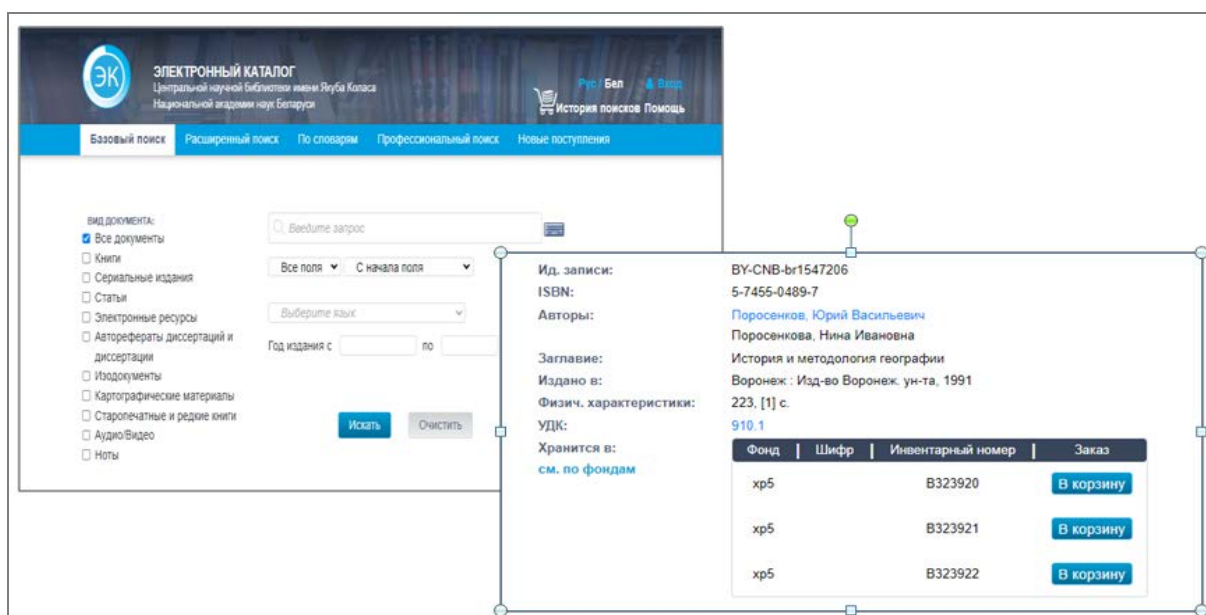 ЭК
ЭЛЕКТРОННЫЙ КАТАЛОГ
Центральной научной библиотеки имени Якуба Коласа
Национальной академии наук Беларуси
Рус / Бел Вход
История поисков Помощь
Базовый поиск Расширенный поиск По словарям Профессиональный поиск Новые поступления
ВИД ДОКУМЕНТА:
Все документы
Книги
Сериальные издания
Статьи
Электронные ресурсы
Авторефераты диссертаций и
диссертации
Изодокументы
Картографические материалы
Старопечатные и редкие книги
Аудио/Видео
Ноты
Введите запрос
Все поля С начала поля
Выберите язык
Год издания с по
Искать Очистить
Ид. записи: BY-CNB-br1547206
ISBN: 5-7455-0489-7
Авторы: Поросенков, Юрий Васильевич
Поросенкова, Нина Ивановна
Заглавие: История и методология географии
Издано в: Воронеж : Изд-во Воронеж. ун-та, 1991
Физич. характеристики: 223, [1] с.
УДК: 910.1
Хранится в:
см. по фондам
Фонд | Шифр | Инвентарный номер | Заказ
хр5 В323920 В корзину
хр5 В323921 В корзину
хр5 В323922 В корзину